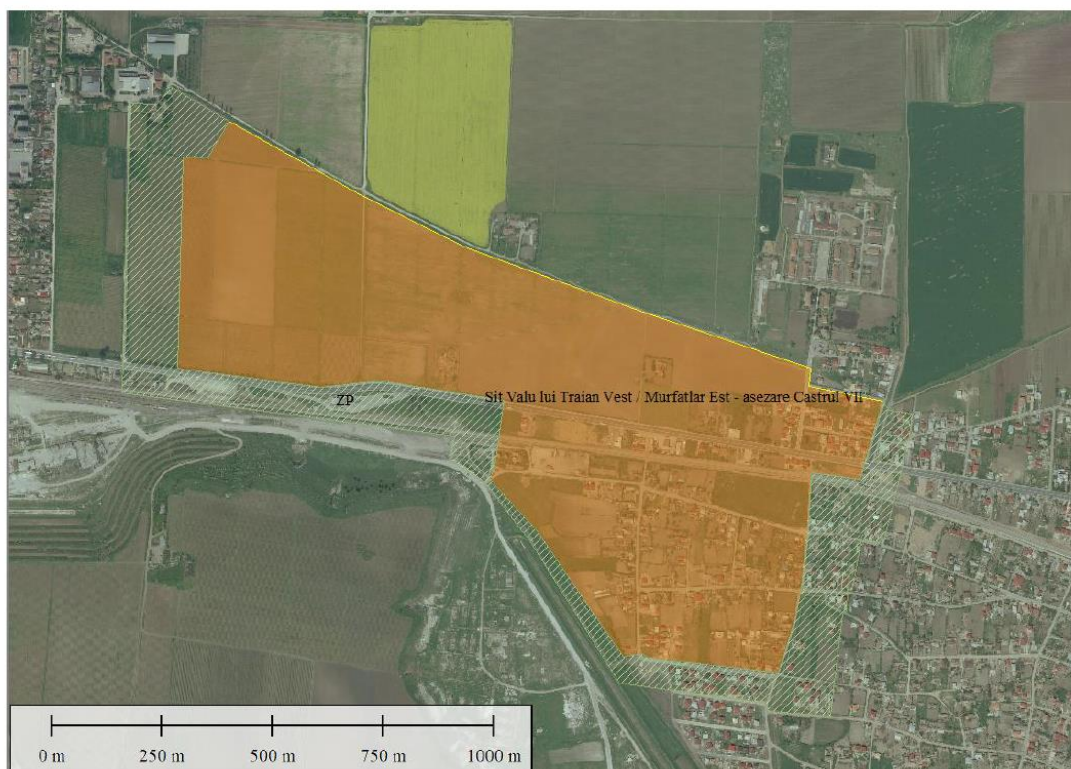 Sit Valu lui Traian Vest / Murfatlar Est - asezare Castrul VII
ZP
0 m 250 m 500 m 750 m 1000 m